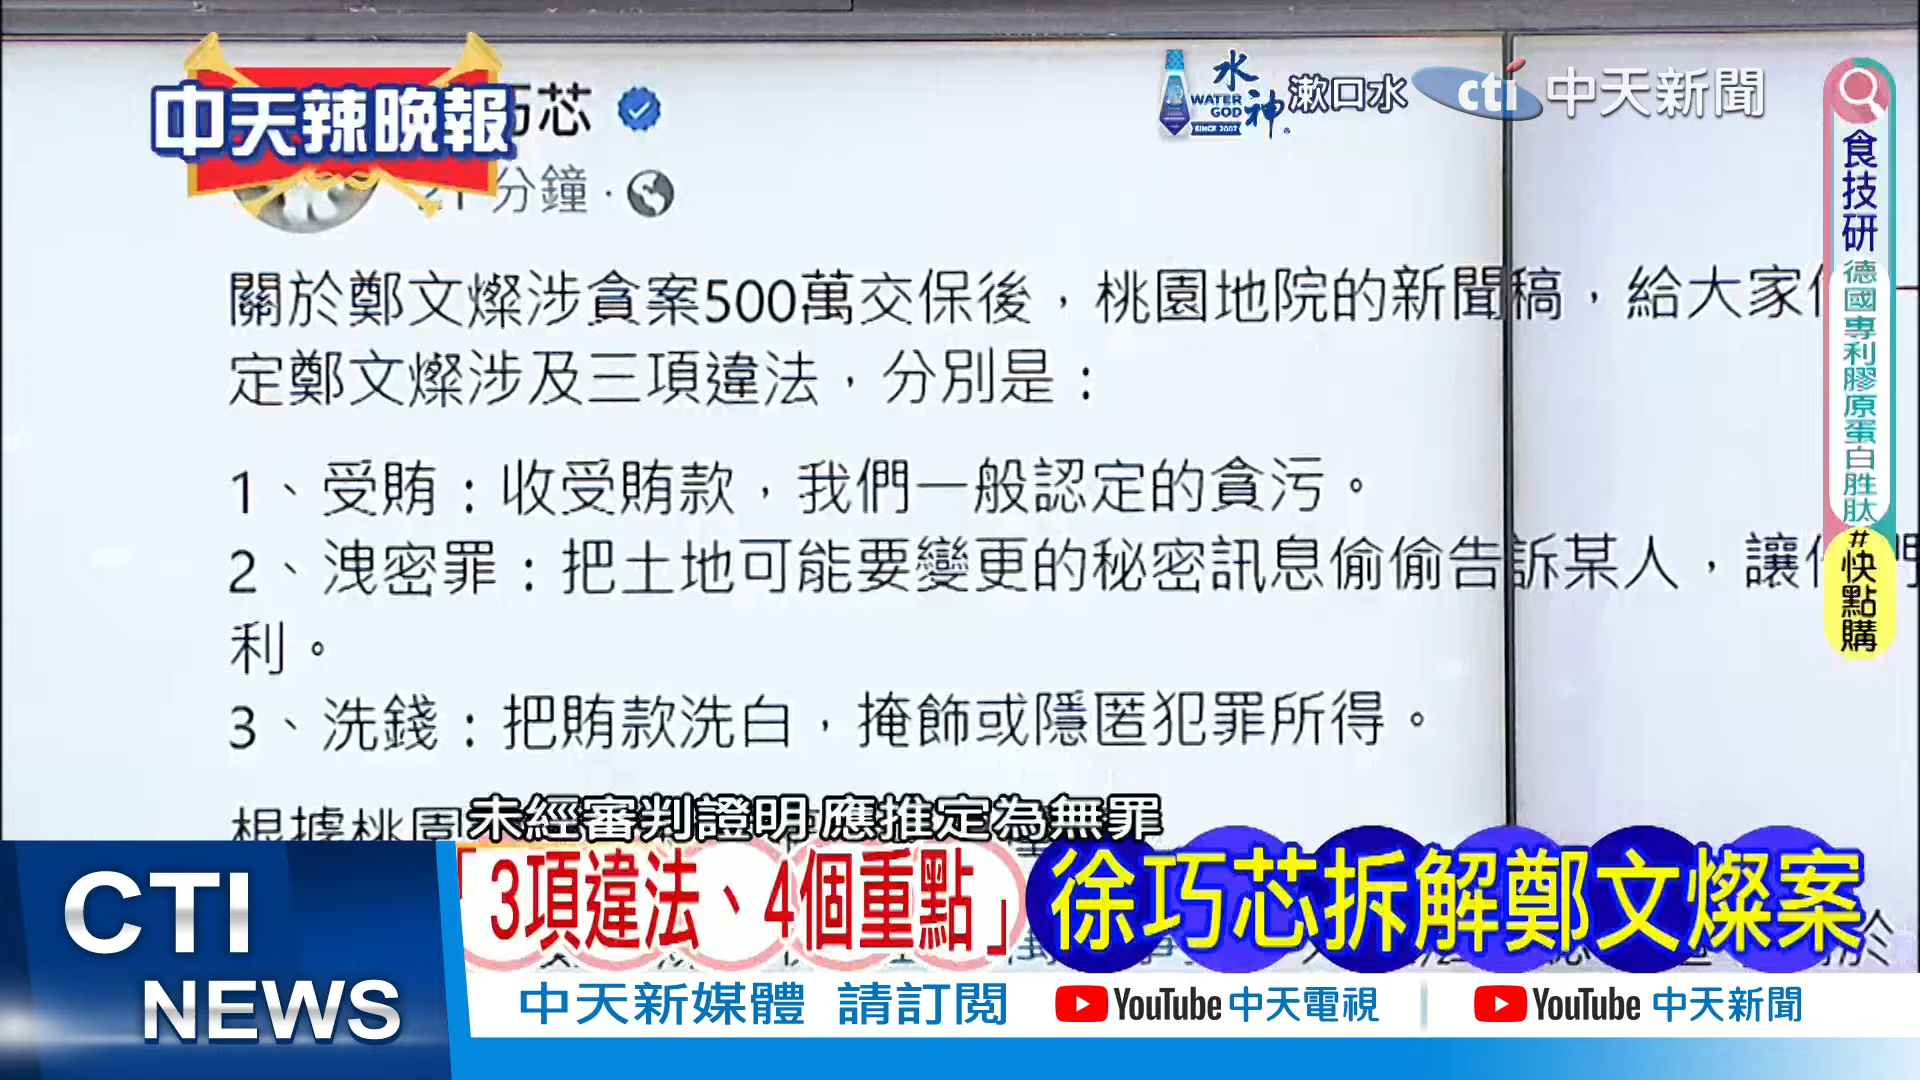 中天辣晚報
巧芯
分鐘
水神
WATER GOD
SINCE 2007
漱口水
cti 中天新聞
食技研
德國專利膠原蛋白胜肽
#快點購
關於鄭文燦涉貪案500萬交保後，桃園地院的新聞稿，給大家
定鄭文燦涉及三項違法，分別是：
1、受賄：收受賄款，我們一般認定的貪污。
2、洩密罪：把土地可能要變更的秘密訊息偷偷告訴某人，讓
利。
3、洗錢：把賄款洗白，掩飾或隱匿犯罪所得。
根據桃園
未經審判證明 應推定為無罪
「3項違法、4個重點」 徐巧芯拆解鄭文燦案
CTI NEWS
中天新媒體 請訂閱 YouTube 中天電視 | YouTube 中天新聞